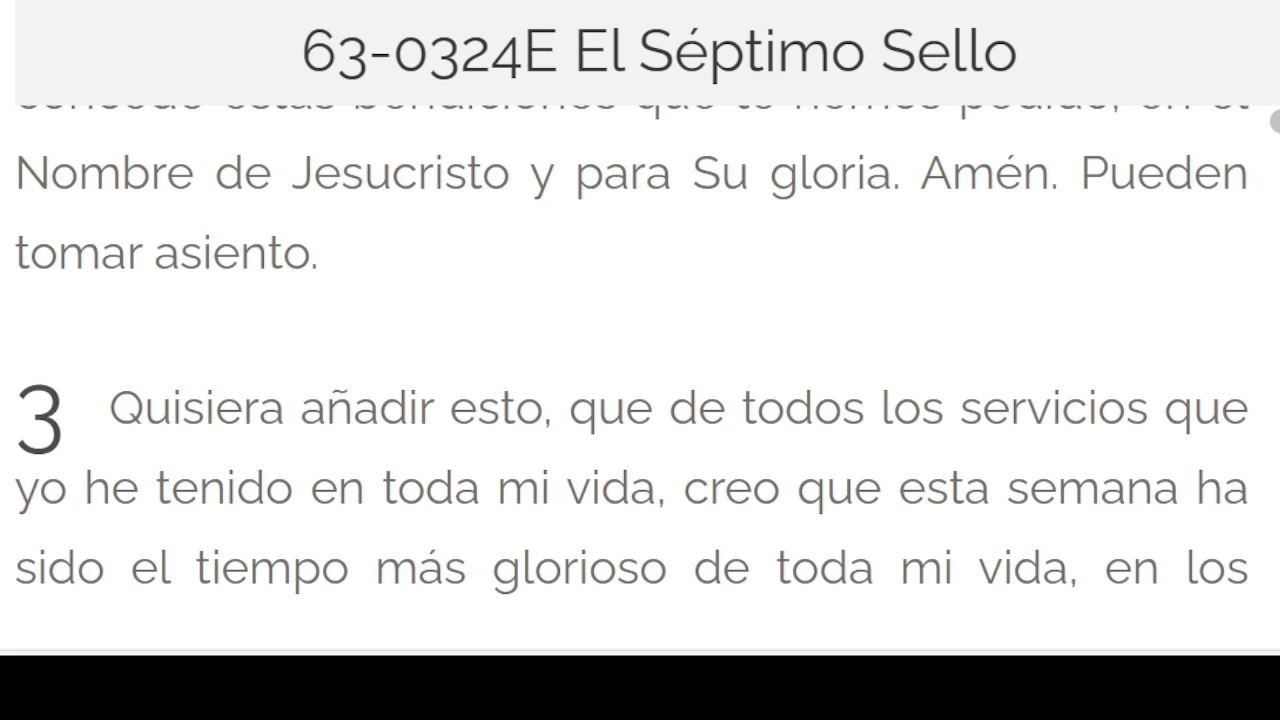 63-0324E El Séptimo Sello
Nombre de Jesucristo y para Su gloria. Amén. Pueden
tomar asiento.
3 Quisiera añadir esto, que de todos los servicios que
yo he tenido en toda mi vida, creo que esta semana ha
sido el tiempo más glorioso de toda mi vida, en los